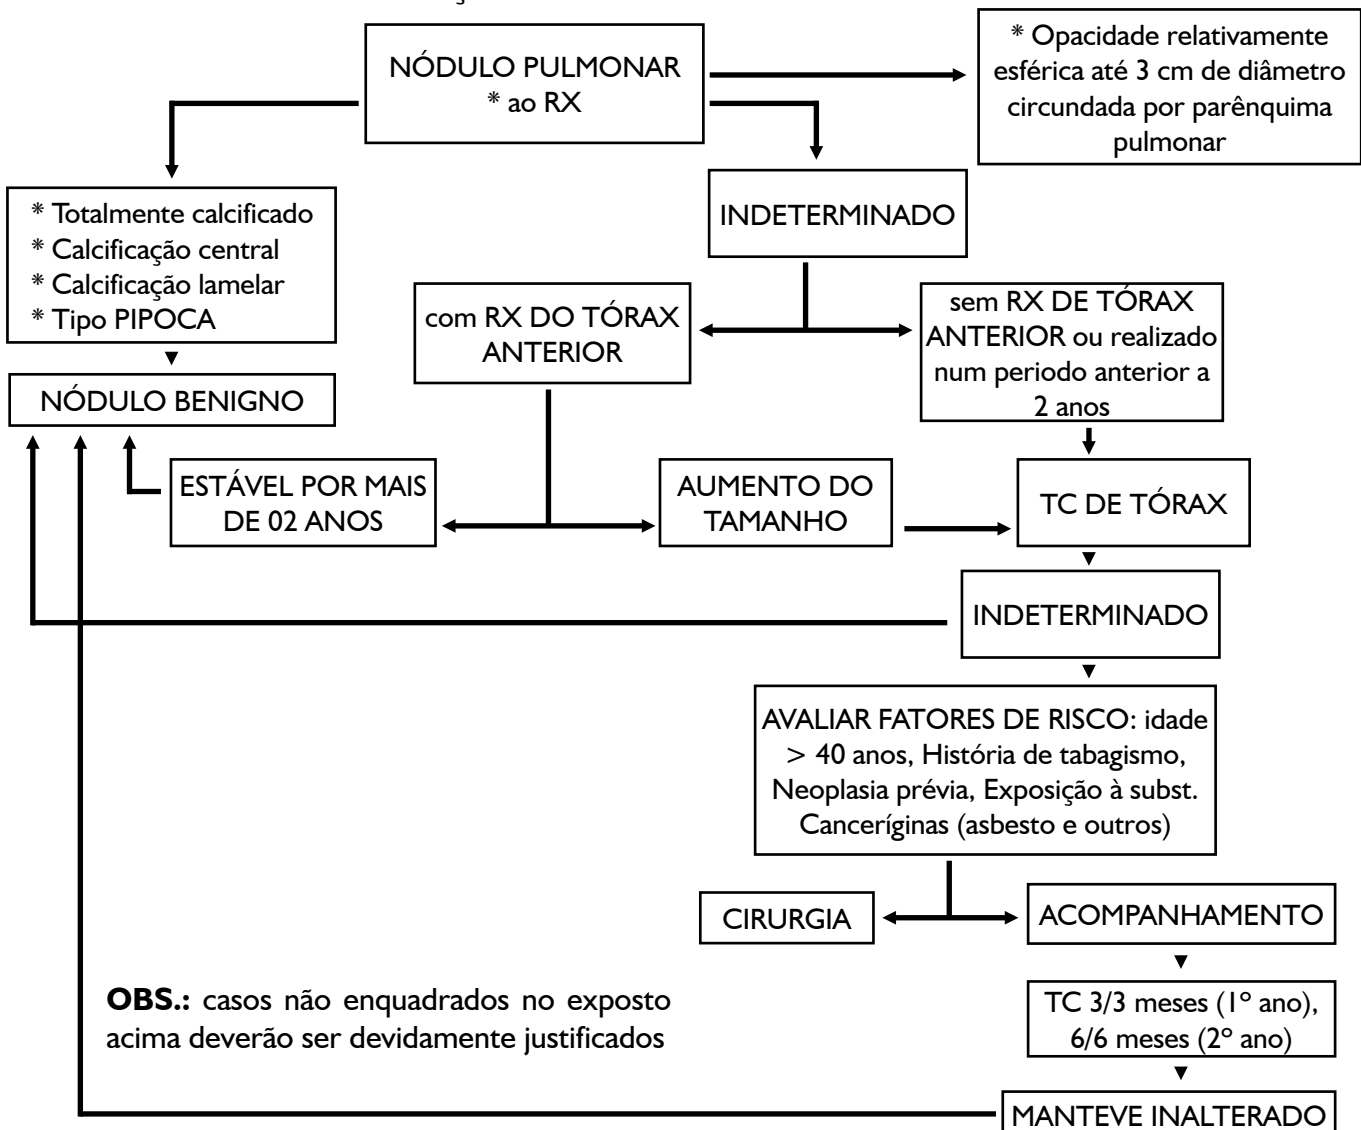 NÓDULO PULMONAR
* ao RX
* Opacidade relativamente
esférica até 3 cm de diâmetro
circundada por parênquima
pulmonar
* Totalmente calcificado
* Calcificação central
* Calcificação lamelar
* Tipo PIPOCA
INDETERMINADO
com RX DO TÓRAX
ANTERIOR
sem RX DE TÓRAX
ANTERIOR ou realizado
num periodo anterior a
2 anos
NÓDULO BENIGNO
ESTÁVEL POR MAIS
DE 02 ANOS
AUMENTO DO
TAMANHO
TC DE TÓRAX
INDETERMINADO
AVALIAR FATORES DE RISCO: idade
> 40 anos, História de tabagismo,
Neoplasia prévia, Exposição à subst.
Canceríginas (asbesto e outros)
CIRURGIA
ACOMPANHAMENTO
OBS.: casos não enquadrados no exposto
acima deverão ser devidamente justificados
TC 3/3 meses (1º ano),
6/6 meses (2º ano)
MANTEVE INALTERADO